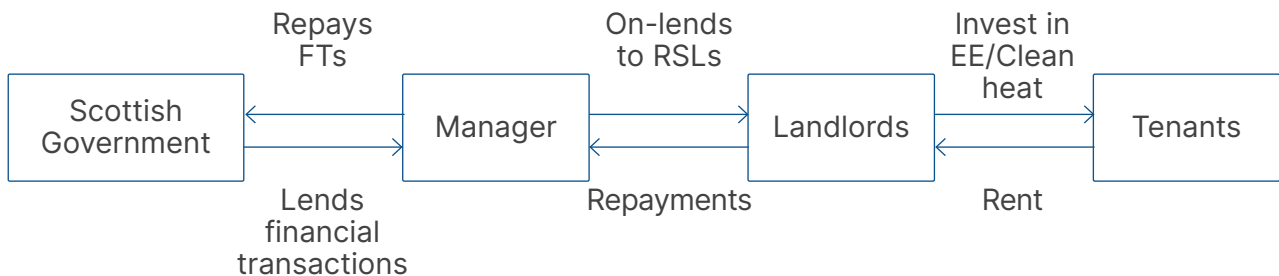 Repays
FTs
On-lends
to RSLs
Invest in
EE/Clean
heat
Scottish
Government
Manager
Landlords
Tenants
Lends
financial
transactions
Repayments
Rent